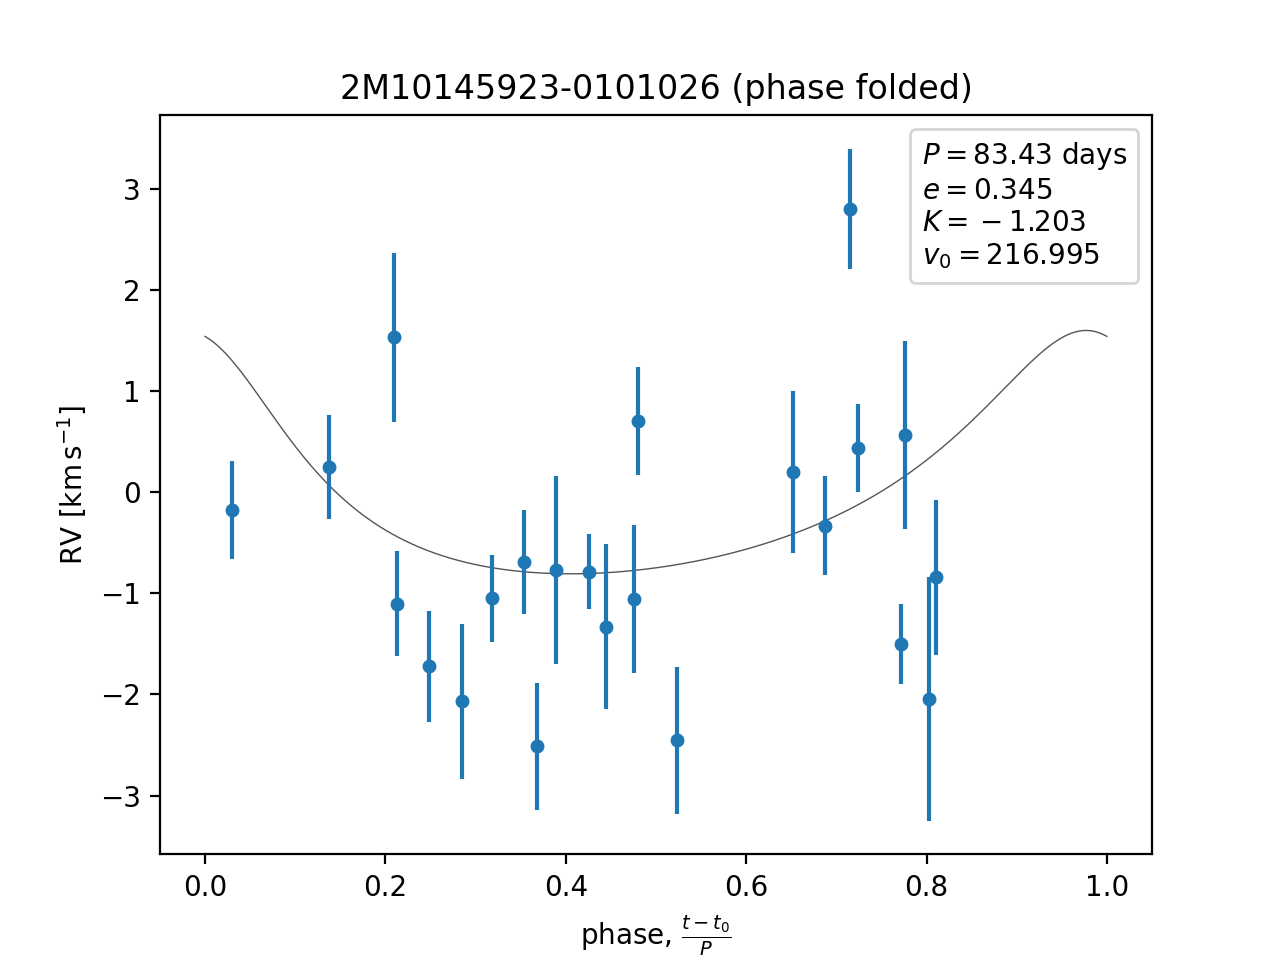 2M10145923-0101026 (phase folded)
P = 83.43 days
e = 0.345
K = −1.203
v₀ = 216.995
3
2
1
0
−1
−2
−3
RV [km s⁻¹]
0.0 0.2 0.4 0.6 0.8 1.0
phase, (t − t₀)/P